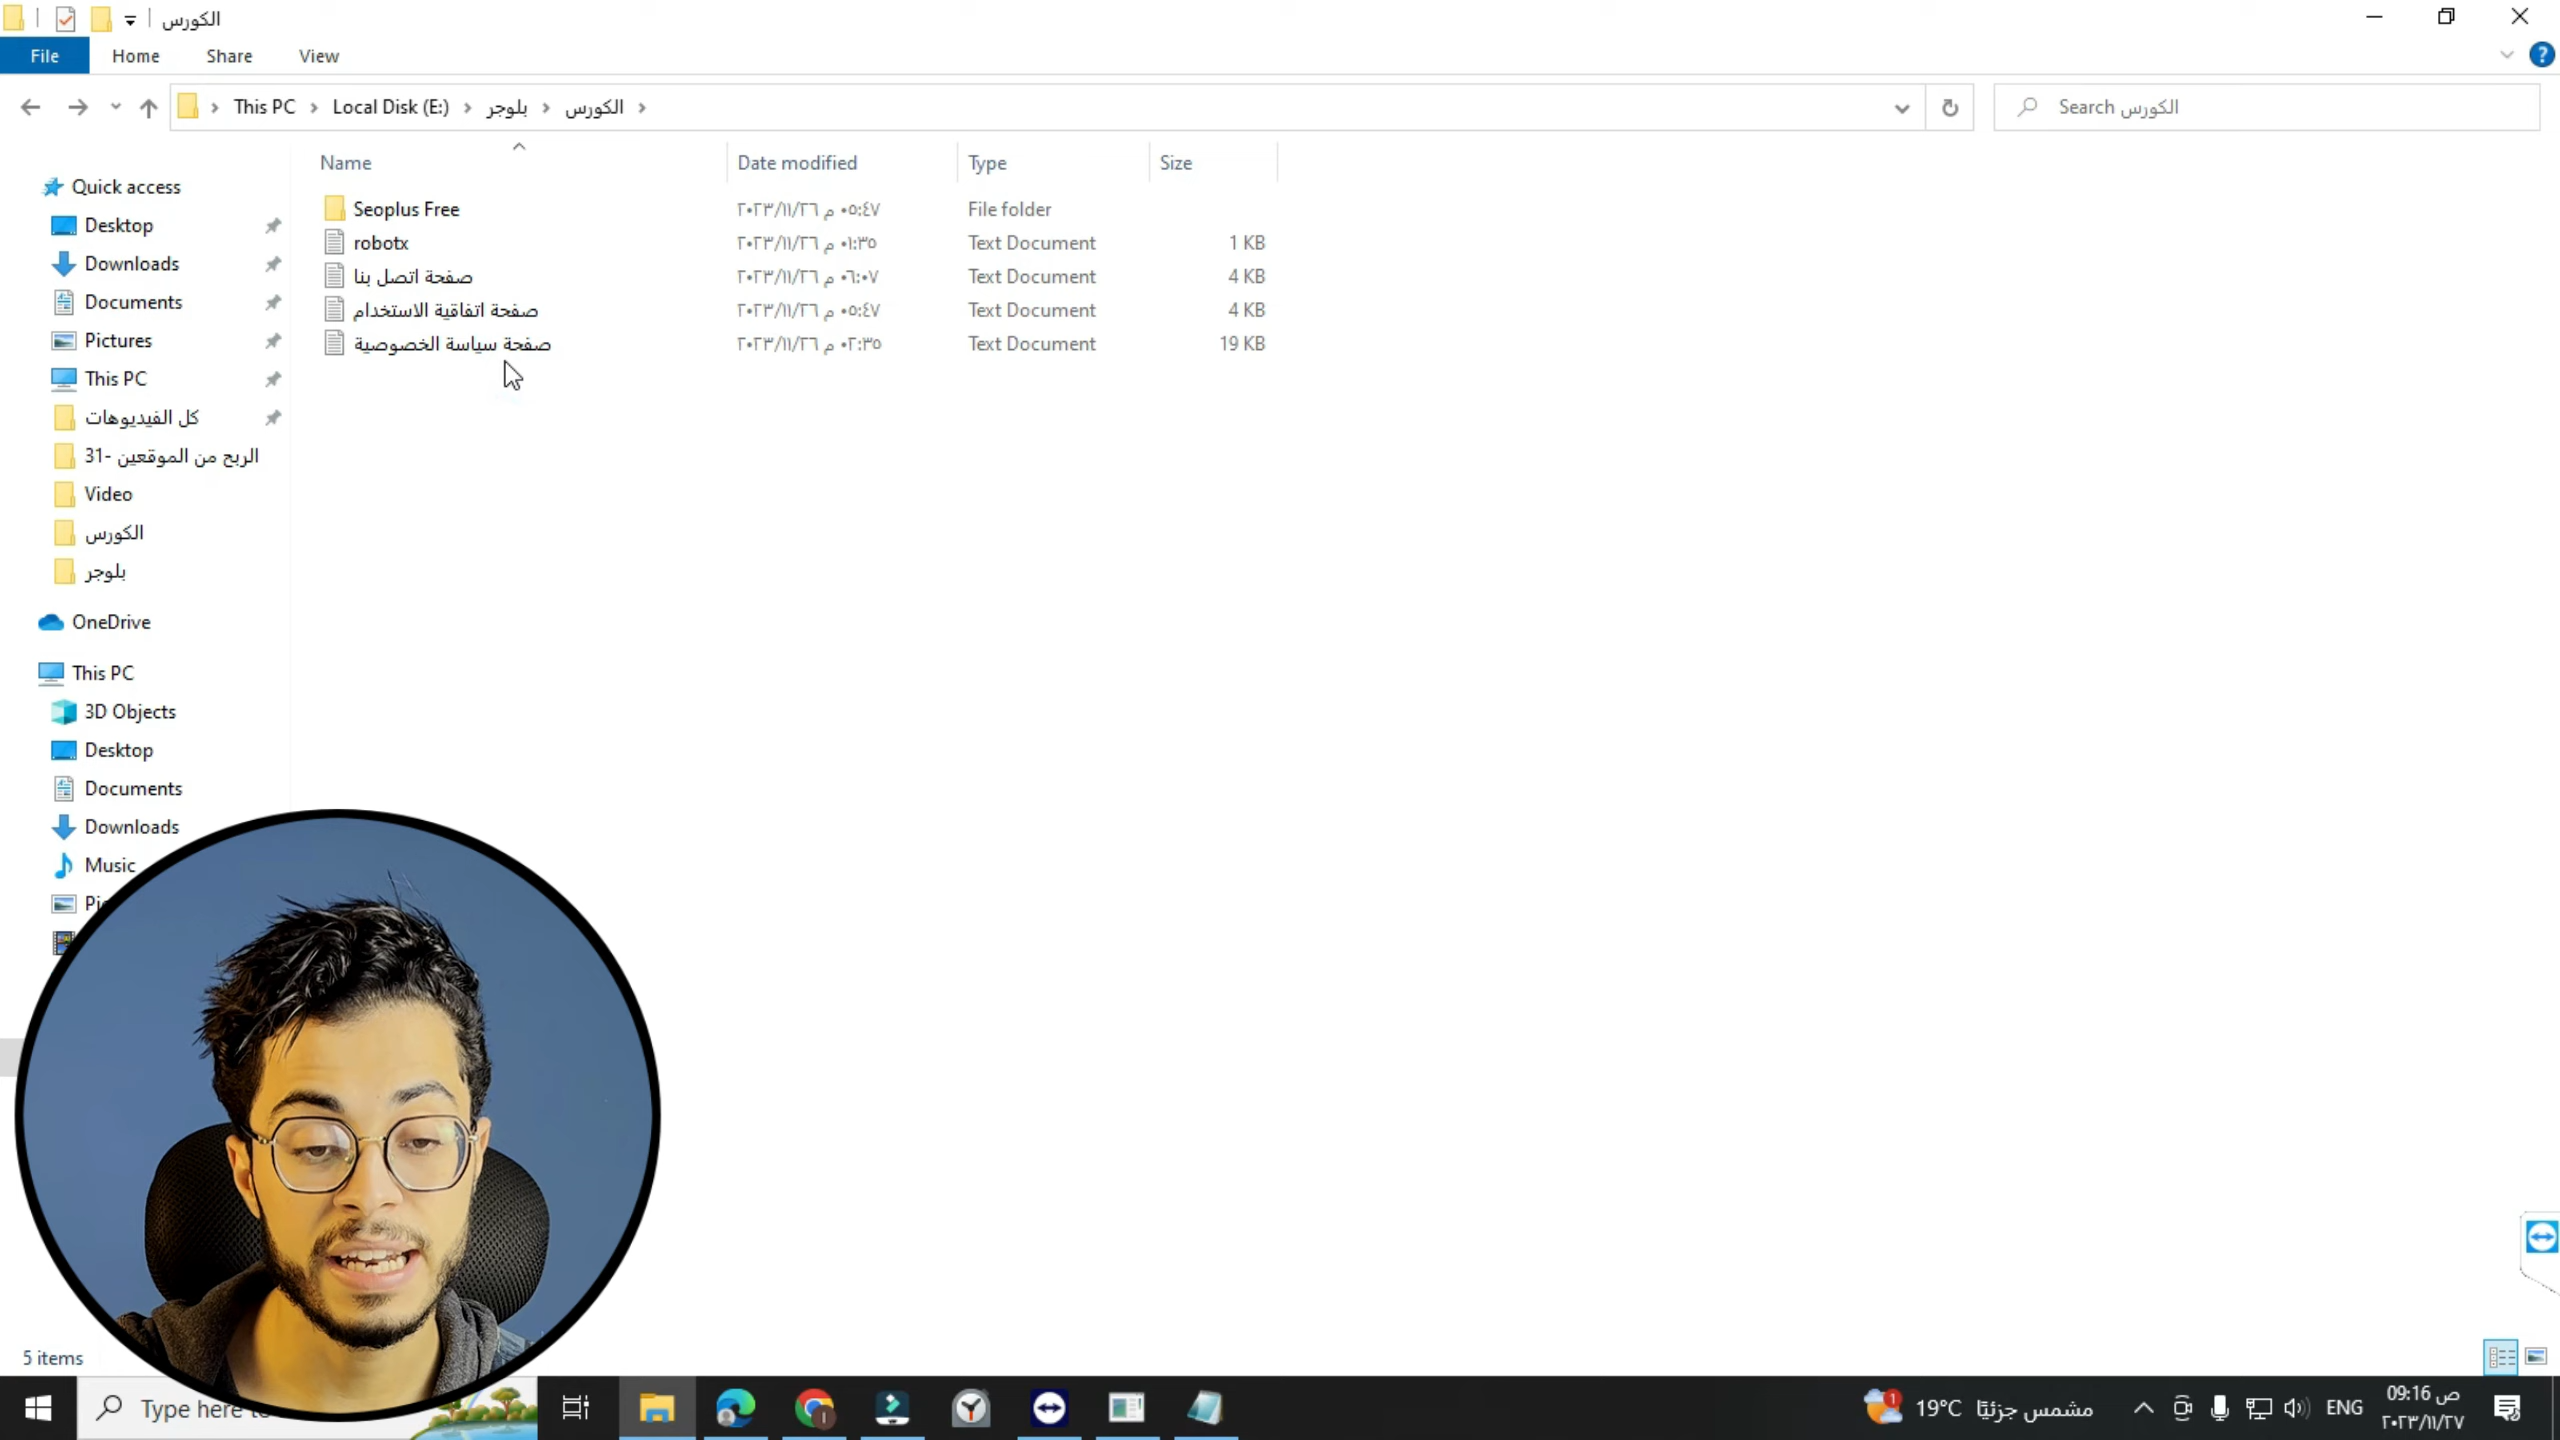 الكورس
File Home Share View
This PC Local Disk (E:) بلوجر الكورس
Search الكورس
Name Date modified Type Size
Seoplus Free ٢٠٢٣/١١/٢٦ م ٠٥:٤٧ File folder
robotx ٢٠٢٣/١١/٢٦ م ٠١:٣٥ Text Document 1 KB
صفحة اتصل بنا ٢٠٢٣/١١/٢٦ م ٠٦:٠٧ Text Document 4 KB
صفحة اتفاقية الاستخدام ٢٠٢٣/١١/٢٦ م ٠٥:٤٧ Text Document 4 KB
صفحة سياسة الخصوصية ٢٠٢٣/١١/٢٦ م ٠٢:٣٥ Text Document 19 KB
Quick access
Desktop
Downloads
Documents
Pictures
This PC
كل الفيديوهات
31- الربح من الموقعين
Video
الكورس
بلوجر
OneDrive
This PC
3D Objects
Desktop
Documents
Downloads
Music
5 items
Type here
19°C مشمس جزئيًا
ENG
09:16 ص
٢٠٢٣/١١/٢٧